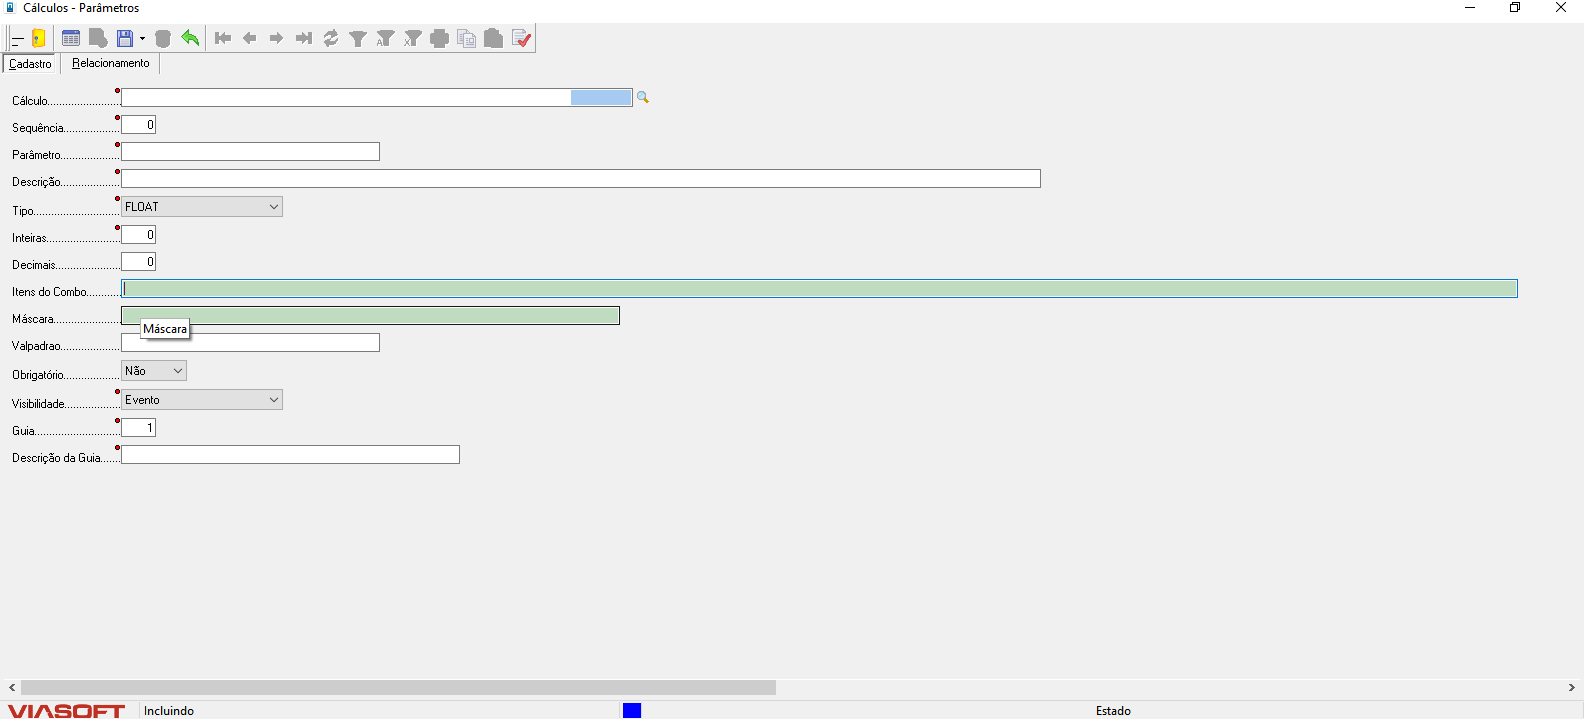 Cálculos - Parâmetros
Cadastro Relacionamento
Cálculo........................
Sequência................... 0
Parâmetro....................
Descrição....................
Tipo............................. FLOAT
Inteiras........................ 0
Decimais...................... 0
Itens do Combo...........
Máscara......................
Máscara
Valpadrao....................
Obrigatório................... Não
Visibilidade................... Evento
Guia............................. 1
Descrição da Guia.......
VIASOFT Incluindo Estado